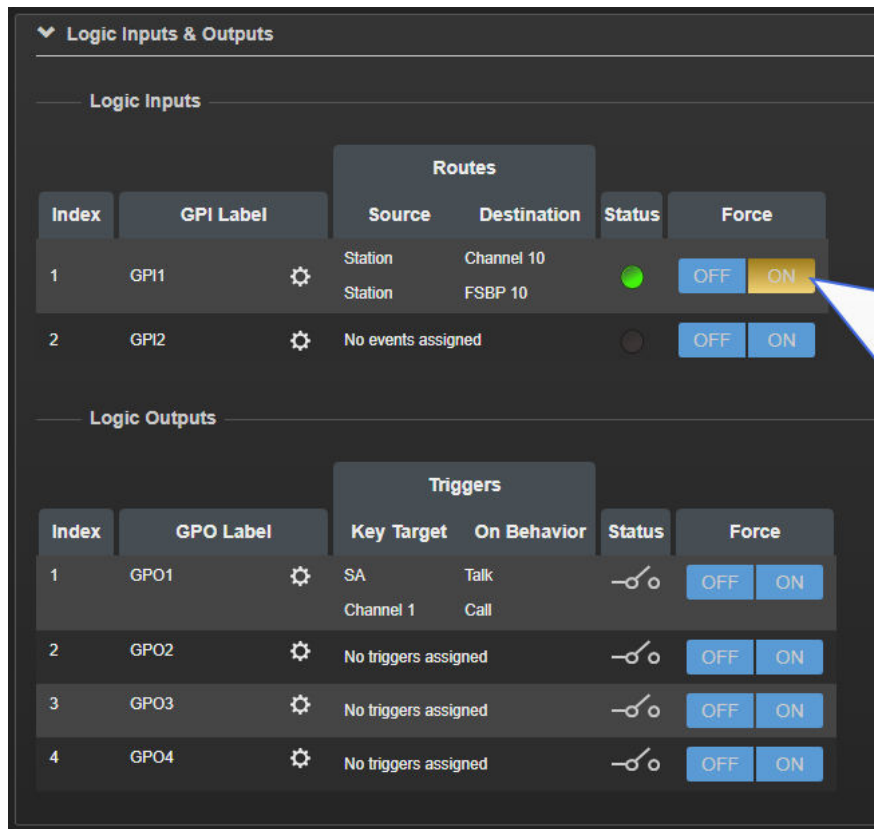 Logic Inputs & Outputs
Logic Inputs
Routes
Index GPI Label Source Destination Status Force
1 GPI1 Station Channel 10 OFF ON
Station FSBP 10
2 GPI2 No events assigned OFF ON
Logic Outputs
Triggers
Index GPO Label Key Target On Behavior Status Force
1 GPO1 SA Talk OFF ON
Channel 1 Call
2 GPO2 No triggers assigned OFF ON
3 GPO3 No triggers assigned OFF ON
4 GPO4 No triggers assigned OFF ON